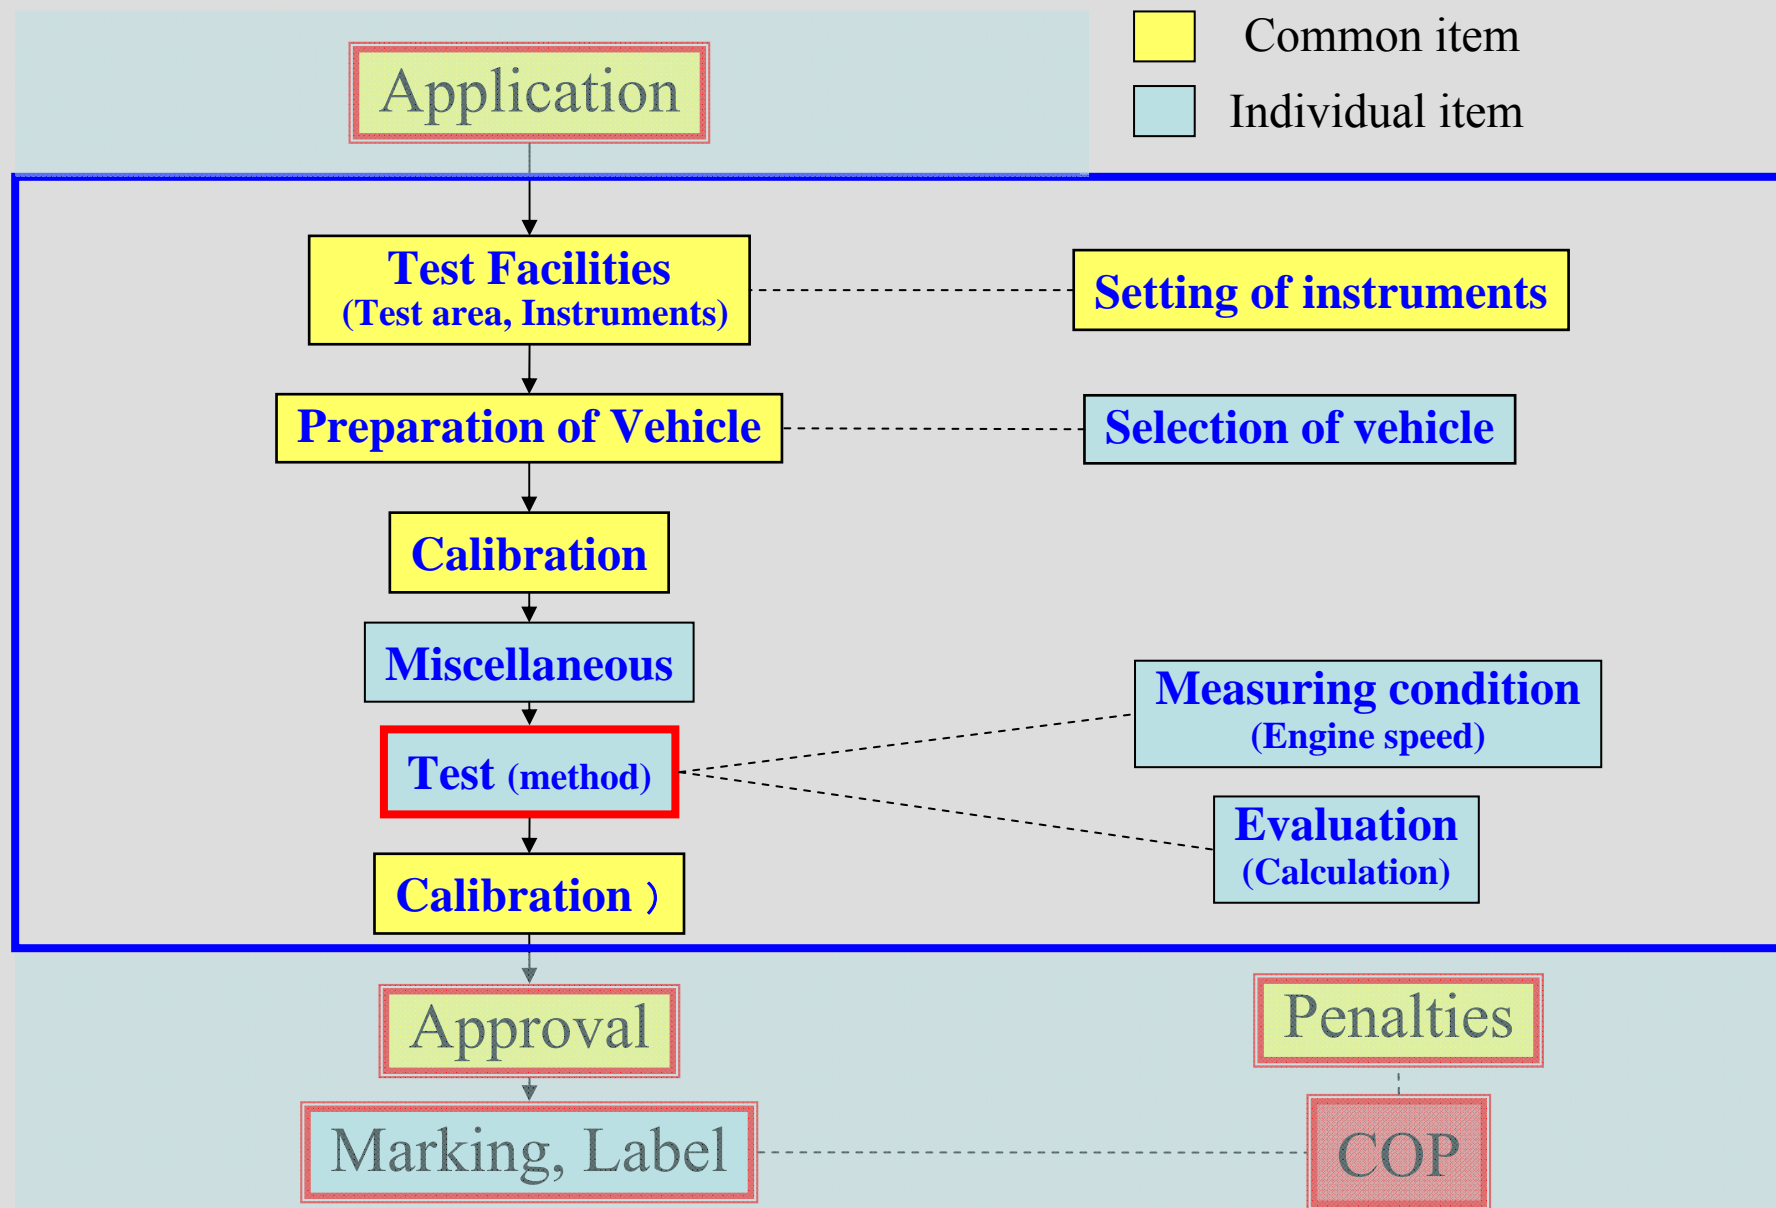 Application
Common item
Individual item
Test Facilities
(Test area, Instruments)
Setting of instruments
Preparation of Vehicle
Selection of vehicle
Calibration
Miscellaneous
Measuring condition
(Engine speed)
Test (method)
Evaluation
(Calculation)
Calibration )
Approval
Penalties
Marking, Label
COP